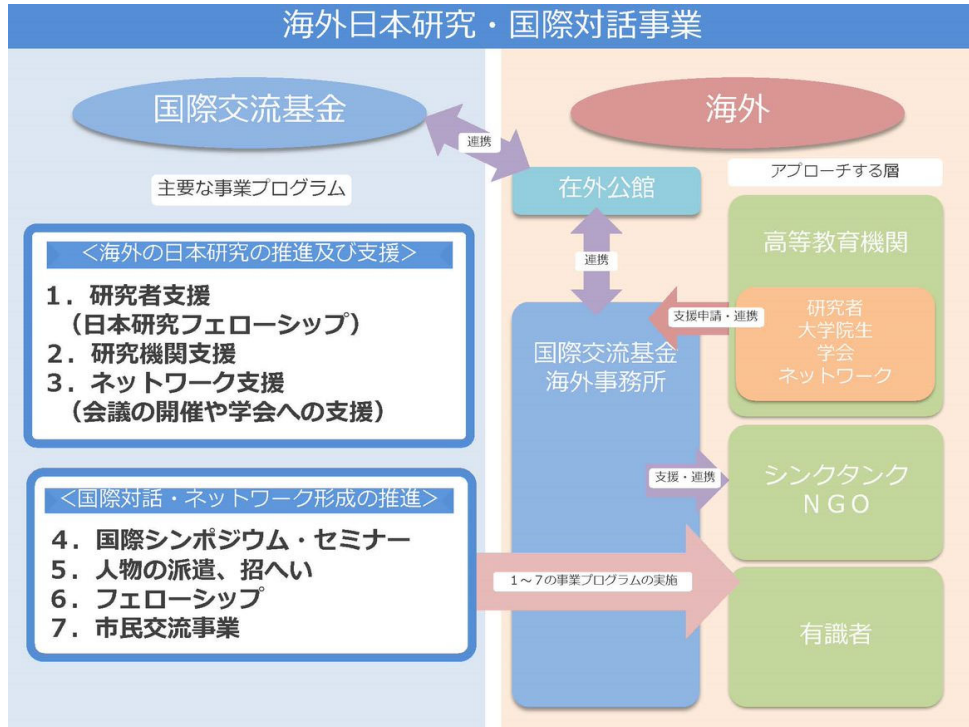 海外日本研究・国際対話事業
国際交流基金
海外
連携
主要な事業プログラム
在外公館
アプローチする層
＜海外の日本研究の推進及び支援＞
１．研究者支援
（日本研究フェローシップ）
２．研究機関支援
３．ネットワーク支援
（会議の開催や学会への支援）
連携
高等教育機関
支援申請・連携
研究者
大学院生
学会
ネットワーク
国際交流基金
海外事務所
＜国際対話・ネットワーク形成の推進＞
４．国際シンポジウム・セミナー
５．人物の派遣、招へい
６．フェローシップ
７．市民交流事業
支援・連携
シンクタンク
ＮＧＯ
１～７の事業プログラムの実施
有識者